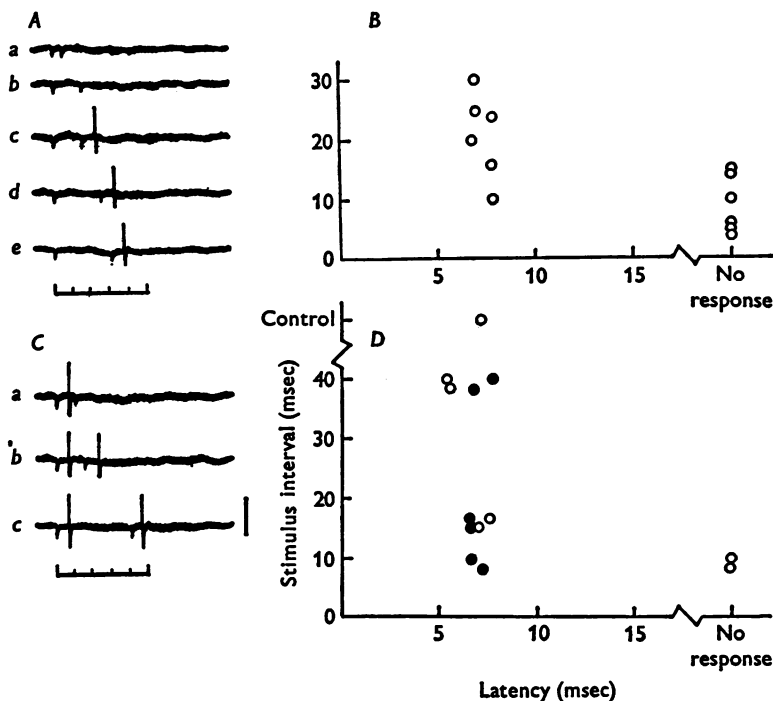 A
a
b
c
d
e
B
30
20
10
0
5
10
15
No
response
C
a
'b
c
D
Control
40
30
20
10
0
Stimulus interval (msec)
5
10
15
No
response
Latency (msec)